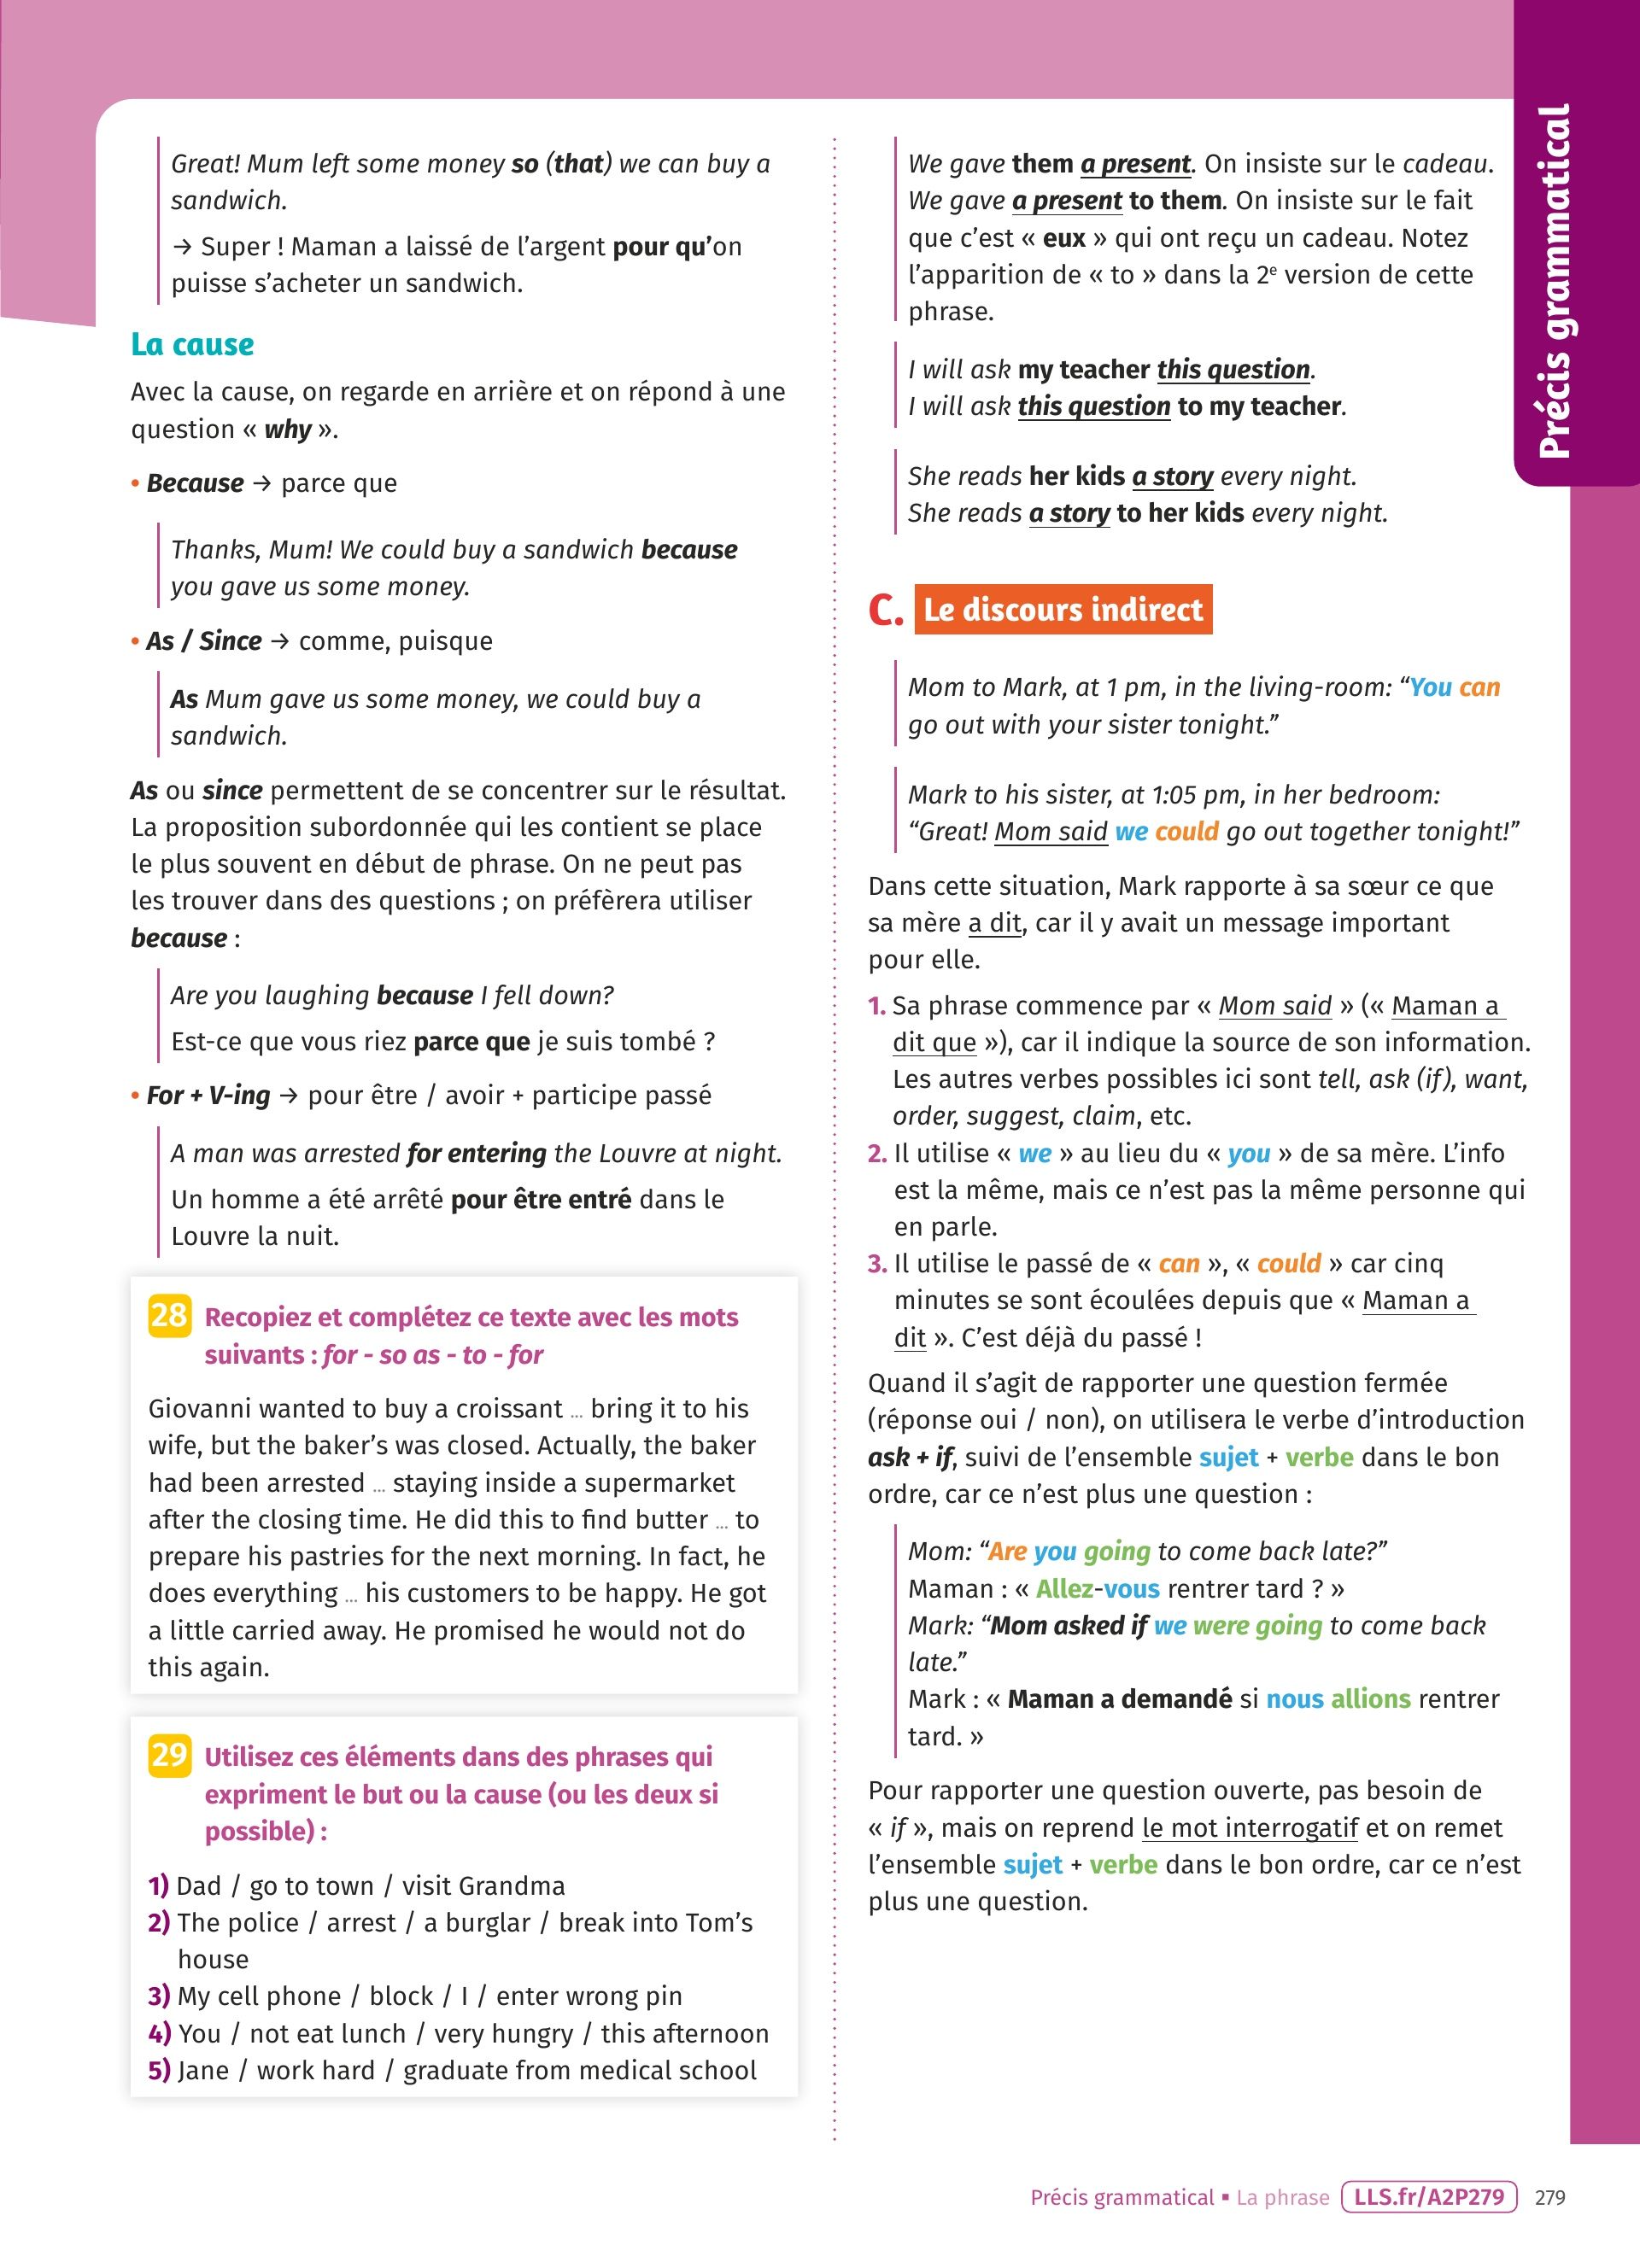 Great! Mum left some money so (that) we can buy a
sandwich.
→ Super ! Maman a laissé de l’argent pour qu’on
puisse s’acheter un sandwich.
La cause
Avec la cause, on regarde en arrière et on répond à une
question « why ».
• Because → parce que
Thanks, Mum! We could buy a sandwich because
you gave us some money.
• As / Since → comme, puisque
As Mum gave us some money, we could buy a
sandwich.
As ou since permettent de se concentrer sur le résultat.
La proposition subordonnée qui les contient se place
le plus souvent en début de phrase. On ne peut pas
les trouver dans des questions ; on préfèrera utiliser
because :
Are you laughing because I fell down?
Est-ce que vous riez parce que je suis tombé ?
• For + V-ing → pour être / avoir + participe passé
A man was arrested for entering the Louvre at night.
Un homme a été arrêté pour être entré dans le
Louvre la nuit.
28 Recopiez et complétez ce texte avec les mots
suivants : for - so as - to - for
Giovanni wanted to buy a croissant ... bring it to his
wife, but the baker’s was closed. Actually, the baker
had been arrested ... staying inside a supermarket
after the closing time. He did this to find butter ... to
prepare his pastries for the next morning. In fact, he
does everything ... his customers to be happy. He got
a little carried away. He promised he would not do
this again.
29 Utilisez ces éléments dans des phrases qui
expriment le but ou la cause (ou les deux si
possible) :
1) Dad / go to town / visit Grandma
2) The police / arrest / a burglar / break into Tom’s
house
3) My cell phone / block / I / enter wrong pin
4) You / not eat lunch / very hungry / this afternoon
5) Jane / work hard / graduate from medical school
We gave them a present. On insiste sur le cadeau.
We gave a present to them. On insiste sur le fait
que c’est « eux » qui ont reçu un cadeau. Notez
l’apparition de « to » dans la 2e version de cette
phrase.
I will ask my teacher this question.
I will ask this question to my teacher.
She reads her kids a story every night.
She reads a story to her kids every night.
C. Le discours indirect
Mom to Mark, at 1 pm, in the living-room: “You can
go out with your sister tonight.”
Mark to his sister, at 1:05 pm, in her bedroom:
“Great! Mom said we could go out together tonight!”
Dans cette situation, Mark rapporte à sa sœur ce que
sa mère a dit, car il y avait un message important
pour elle.
1. Sa phrase commence par « Mom said » (« Maman a
dit que »), car il indique la source de son information.
Les autres verbes possibles ici sont tell, ask (if), want,
order, suggest, claim, etc.
2. Il utilise « we » au lieu du « you » de sa mère. L’info
est la même, mais ce n’est pas la même personne qui
en parle.
3. Il utilise le passé de « can », « could » car cinq
minutes se sont écoulées depuis que « Maman a
dit ». C’est déjà du passé !
Quand il s’agit de rapporter une question fermée
(réponse oui / non), on utilisera le verbe d’introduction
ask + if, suivi de l’ensemble sujet + verbe dans le bon
ordre, car ce n’est plus une question :
Mom: “Are you going to come back late?”
Maman : « Allez-vous rentrer tard ? »
Mark: “Mom asked if we were going to come back
late.”
Mark : « Maman a demandé si nous allions rentrer
tard. »
Pour rapporter une question ouverte, pas besoin de
« if », mais on reprend le mot interrogatif et on remet
l’ensemble sujet + verbe dans le bon ordre, car ce n’est
plus une question.
Précis grammatical
Précis grammatical ▪ La phrase LLS.fr/A2P279 279